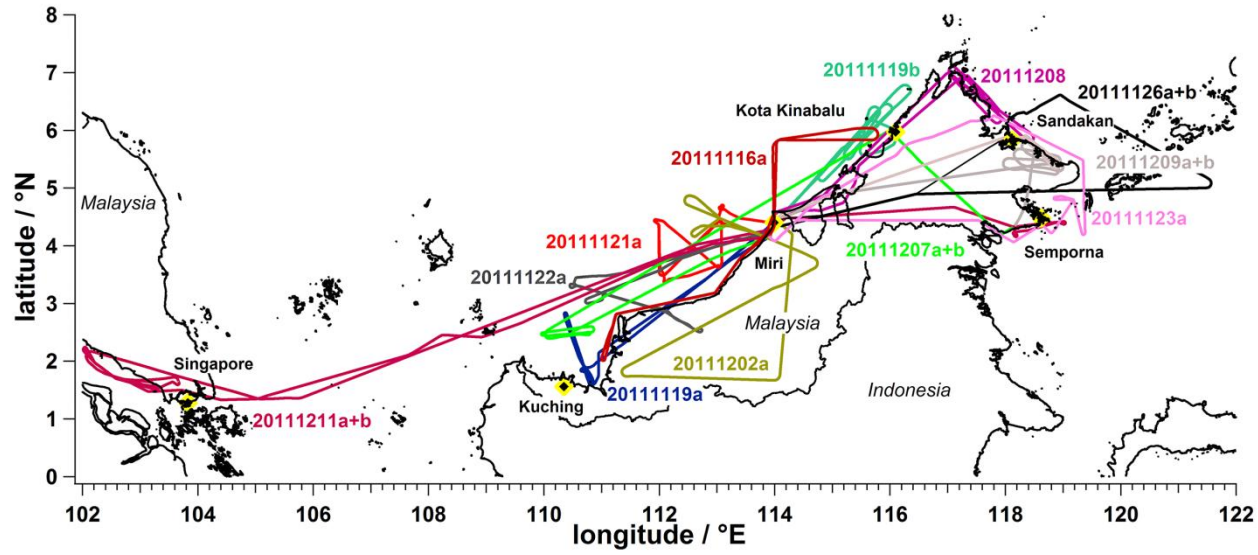 8
7
6
5
4
3
2
1
0
latitude / °N
20111119b
20111208
20111126a+b
Kota Kinabalu
Sandakan
20111116a
20111209a+b
Malaysia
20111123a
20111121a
20111207a+b
Semporna
20111122a
Miri
Malaysia
Singapore
20111202a
Indonesia
20111119a
Kuching
20111211a+b
102
104
106
108
110
112
114
116
118
120
122
longitude / °E